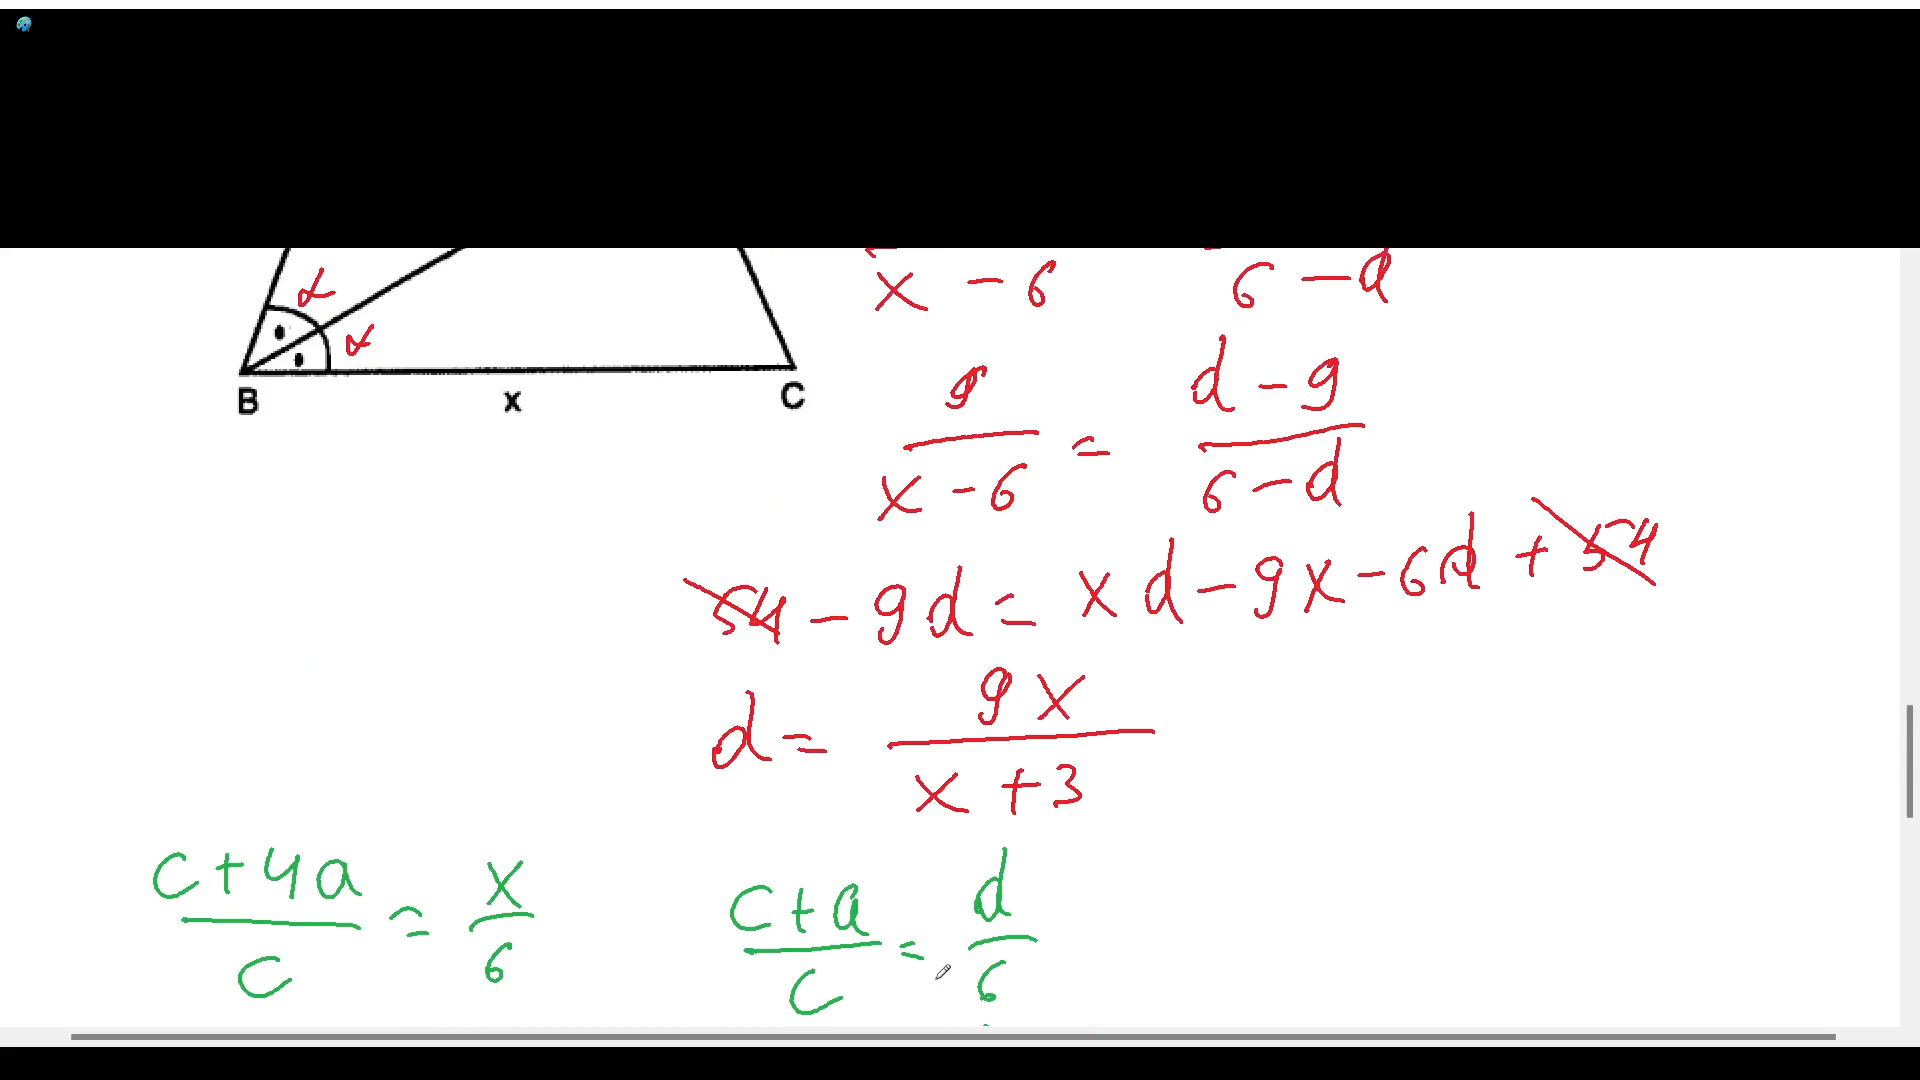 x - 6    6 - d
α
α
B    x    C
9/(x - 6) = (d - 9)/(6 - d)
54 - 9d = xd - 9x - 6d + 54
d = 9x/(x + 3)
(c + 4a)/c = x/6    (c + a)/c = d/6